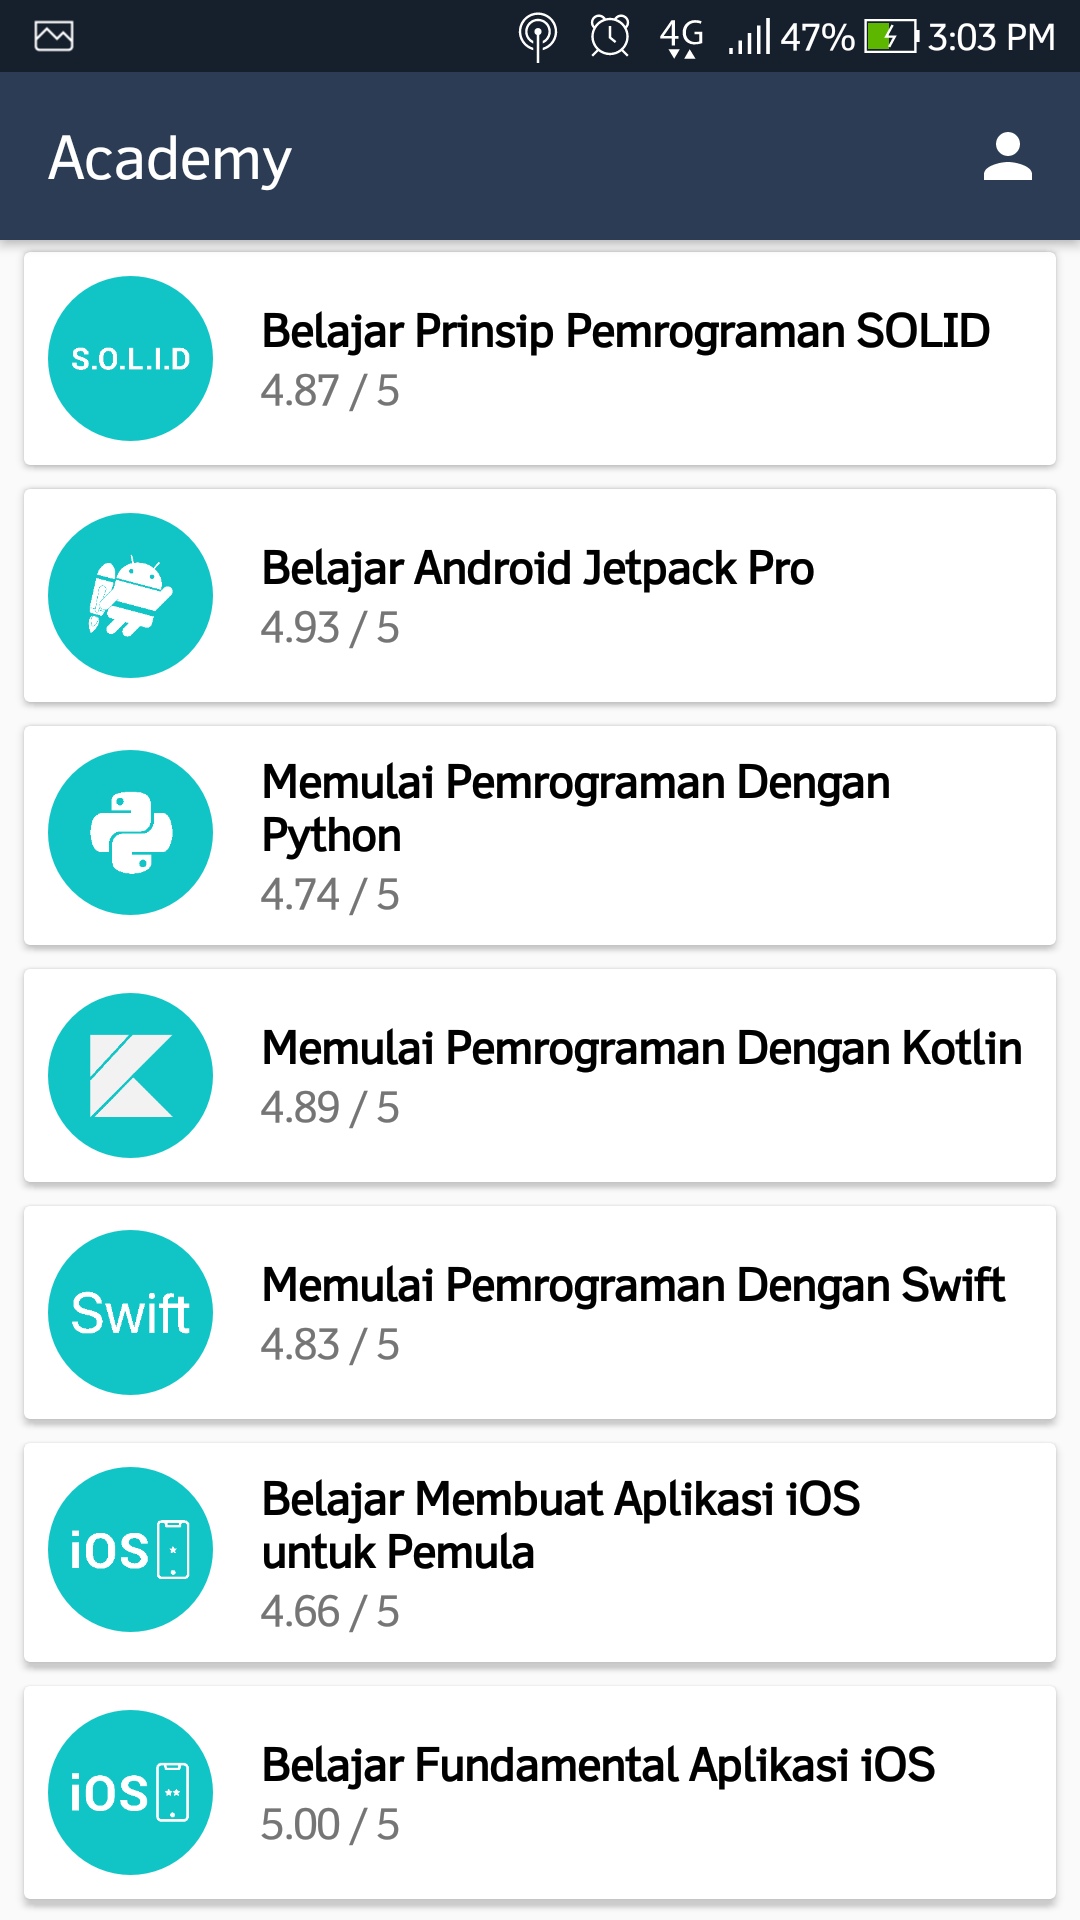 4G 47% 3:03 PM
Academy
S.O.L.I.D
Belajar Prinsip Pemrograman SOLID
4.87 / 5
Belajar Android Jetpack Pro
4.93 / 5
Memulai Pemrograman Dengan
Python
4.74 / 5
Memulai Pemrograman Dengan Kotlin
4.89 / 5
Swift
Memulai Pemrograman Dengan Swift
4.83 / 5
iOS
Belajar Membuat Aplikasi iOS
untuk Pemula
4.66 / 5
iOS
Belajar Fundamental Aplikasi iOS
5.00 / 5